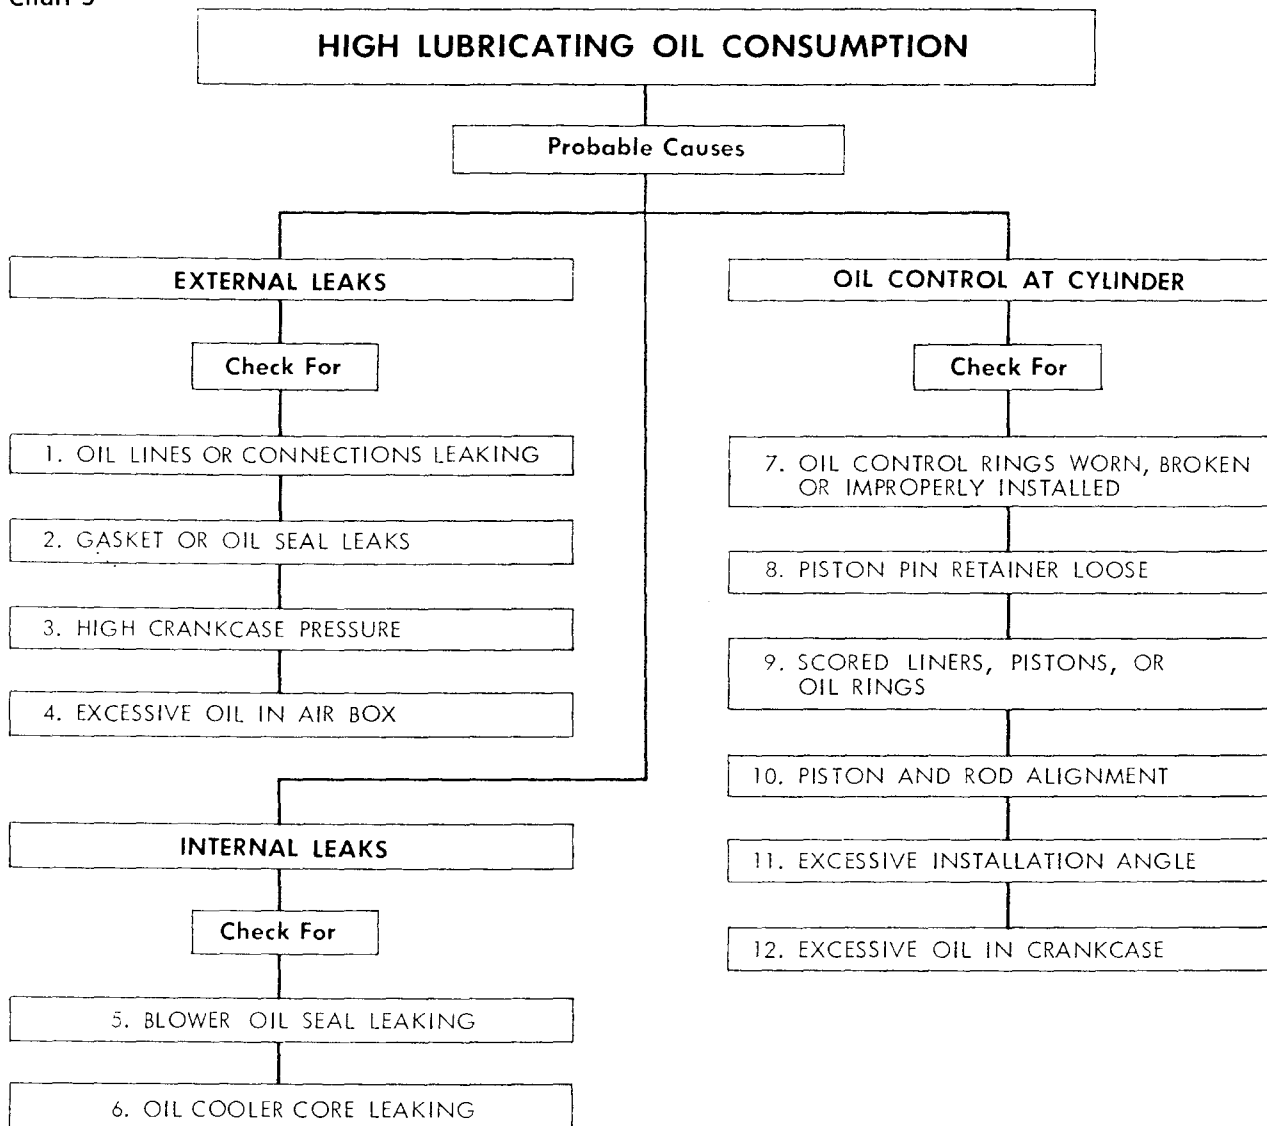 HIGH LUBRICATING OIL CONSUMPTION
Probable Causes
EXTERNAL LEAKS
Check For
1. OIL LINES OR CONNECTIONS LEAKING
2. GASKET OR OIL SEAL LEAKS
3. HIGH CRANKCASE PRESSURE
4. EXCESSIVE OIL IN AIR BOX
INTERNAL LEAKS
Check For
5. BLOWER OIL SEAL LEAKING
6. OIL COOLER CORE LEAKING
OIL CONTROL AT CYLINDER
Check For
7. OIL CONTROL RINGS WORN, BROKEN
OR IMPROPERLY INSTALLED
8. PISTON PIN RETAINER LOOSE
9. SCORED LINERS, PISTONS, OR
OIL RINGS
10. PISTON AND ROD ALIGNMENT
11. EXCESSIVE INSTALLATION ANGLE
12. EXCESSIVE OIL IN CRANKCASE